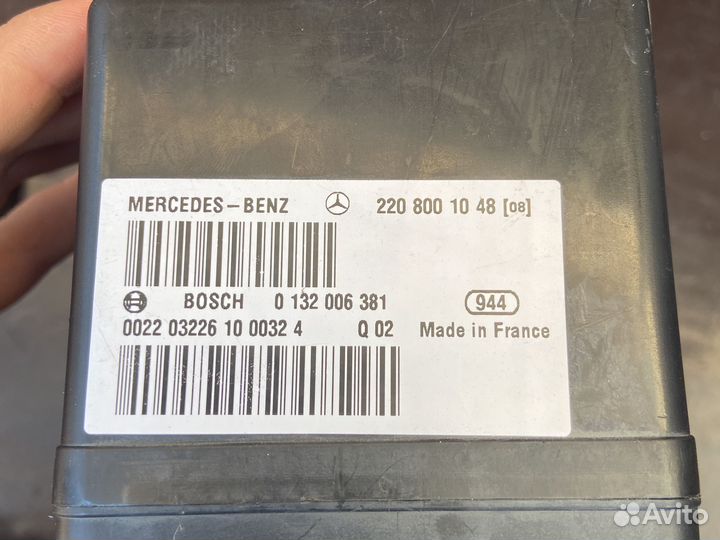 MERCEDES-BENZ 220 800 10 48 [08]
BOSCH 0 132 006 381 944
0022 03226 10 0032 4 Q 02 Made in France
Avito